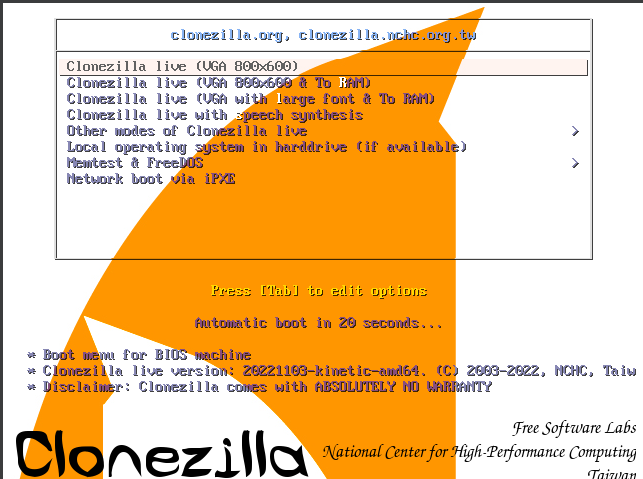 clonezilla.org, clonezilla.nchc.org.tw
Clonezilla live (VGA 800x600)
Clonezilla live (VGA 800x600 & To RAM)
Clonezilla live (VGA with large font & To RAM)
Clonezilla live with speech synthesis
Other modes of Clonezilla live >
Local operating system in harddrive (if available)
Memtest & FreeDOS >
Network boot via iPXE
Press [Tab] to edit options
Automatic boot in 20 seconds...
* Boot menu for BIOS machine
* Clonezilla live version: 20221103-kinetic-amd64. (C) 2003-2022, NCHC, Taiw
* Disclaimer: Clonezilla comes with ABSOLUTELY NO WARRANTY
Free Software Labs
Clonezilla National Center for High-Performance Computing
Taiwan